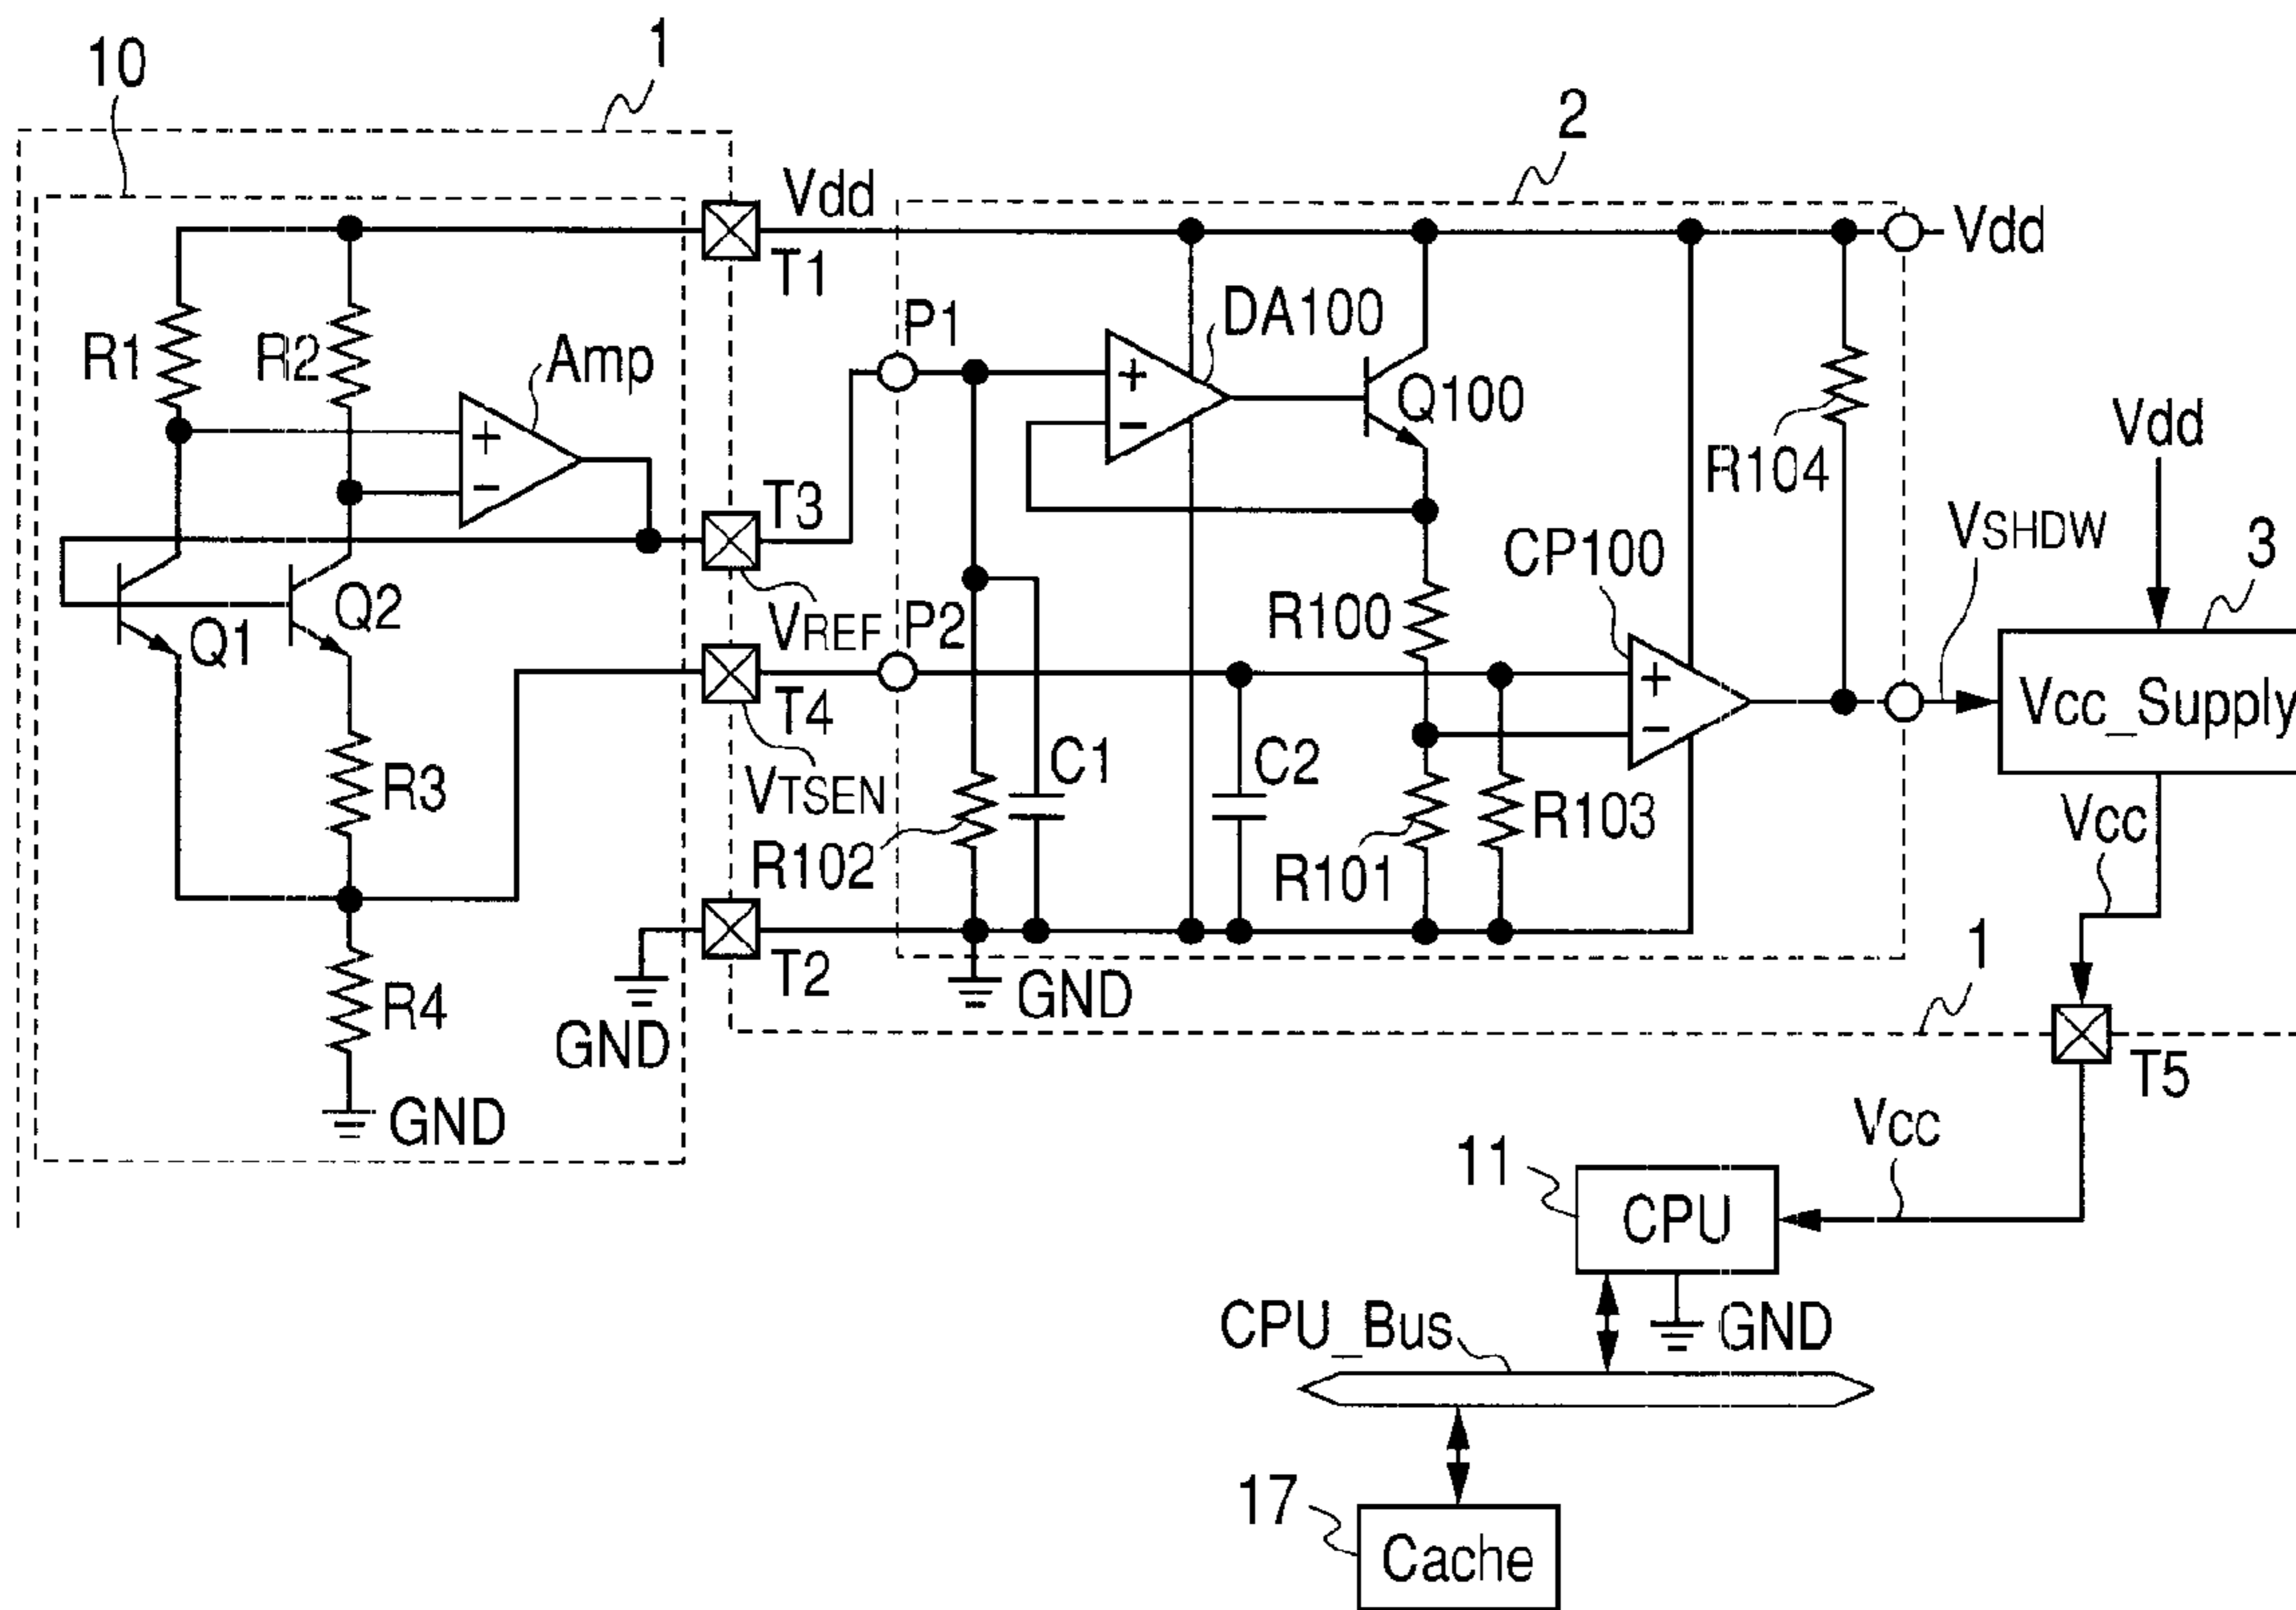 10
1
2
Vdd
T1
Vdd
P1
DA100
R1
R2
Amp
Q100
R104
Vdd
T3
VREF
P2
CP100
VSHDW
3
Q1
Q2
R100
T4
VTSEN
Vcc_Supply
R3
C1
C2
R103
R102
R101
Vcc
T2
GND
GND
1
R4
GND
T5
11
CPU
Vcc
CPU_Bus
GND
17
Cache
+
−
+
−
+
−